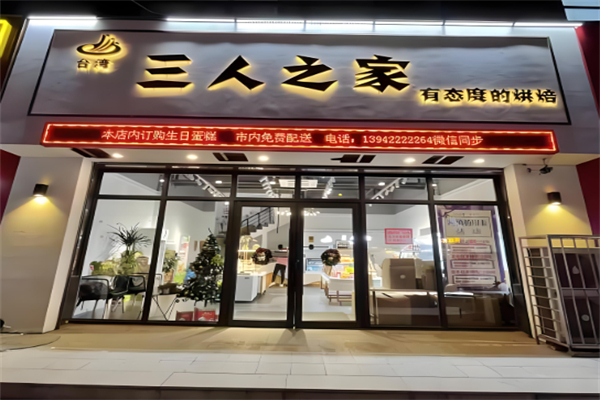 台湾
三人之家
有态度的烘焙
本店内订购生日蛋糕 市内免费配送 电话：13942222264微信同步